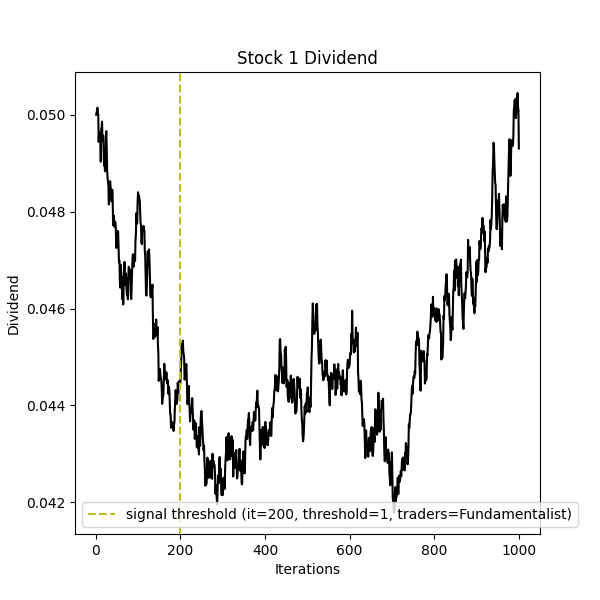 Stock 1 Dividend
Dividend
0.050
0.048
0.046
0.044
0.042
signal threshold (it=200, threshold=1, traders=Fundamentalist)
0
200
400
600
800
1000
Iterations